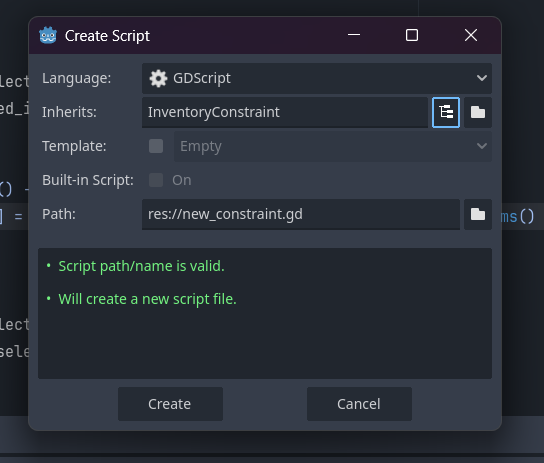 Create Script
lect
Language: GDScript
ed_i
Inherits: InventoryConstraint
Template: Empty
() -
Built-in Script: On
] =
Path: res://new_constraint.gd
ms()
• Script path/name is valid.
• Will create a new script file.
lect
sele
Create Cancel